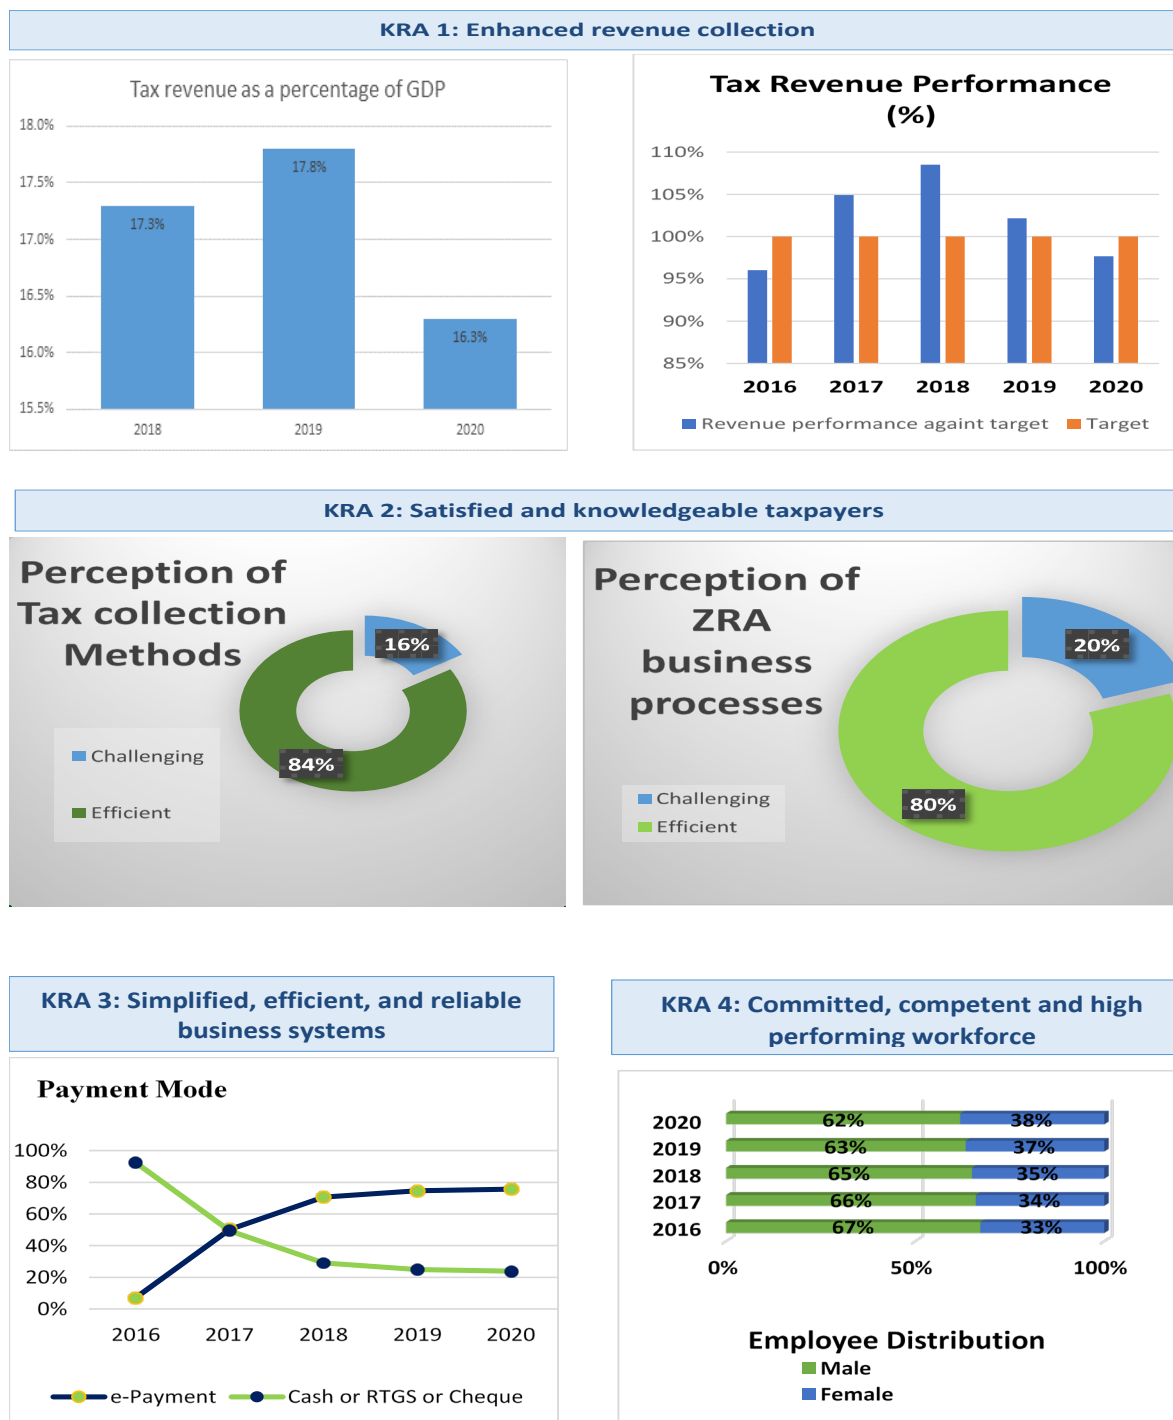 KRA 1: Enhanced revenue collection
Tax revenue as a percentage of GDP
18.0%
17.5%
17.0%
16.5%
16.0%
15.5%
17.3%
17.8%
16.3%
2018 2019 2020
Tax Revenue Performance
(%)
110%
105%
100%
95%
90%
85%
2016 2017 2018 2019 2020
Revenue performance againt target Target
KRA 2: Satisfied and knowledgeable taxpayers
Perception of
Tax collection
Methods
16%
84%
Challenging
Efficient
Perception of
ZRA
business
processes
20%
80%
Challenging
Efficient
KRA 3: Simplified, efficient, and reliable
business systems
Payment Mode
100%
80%
60%
40%
20%
0%
2016 2017 2018 2019 2020
e-Payment Cash or RTGS or Cheque
KRA 4: Committed, competent and high
performing workforce
2020 62% 38%
2019 63% 37%
2018 65% 35%
2017 66% 34%
2016 67% 33%
0% 50% 100%
Employee Distribution
Male
Female